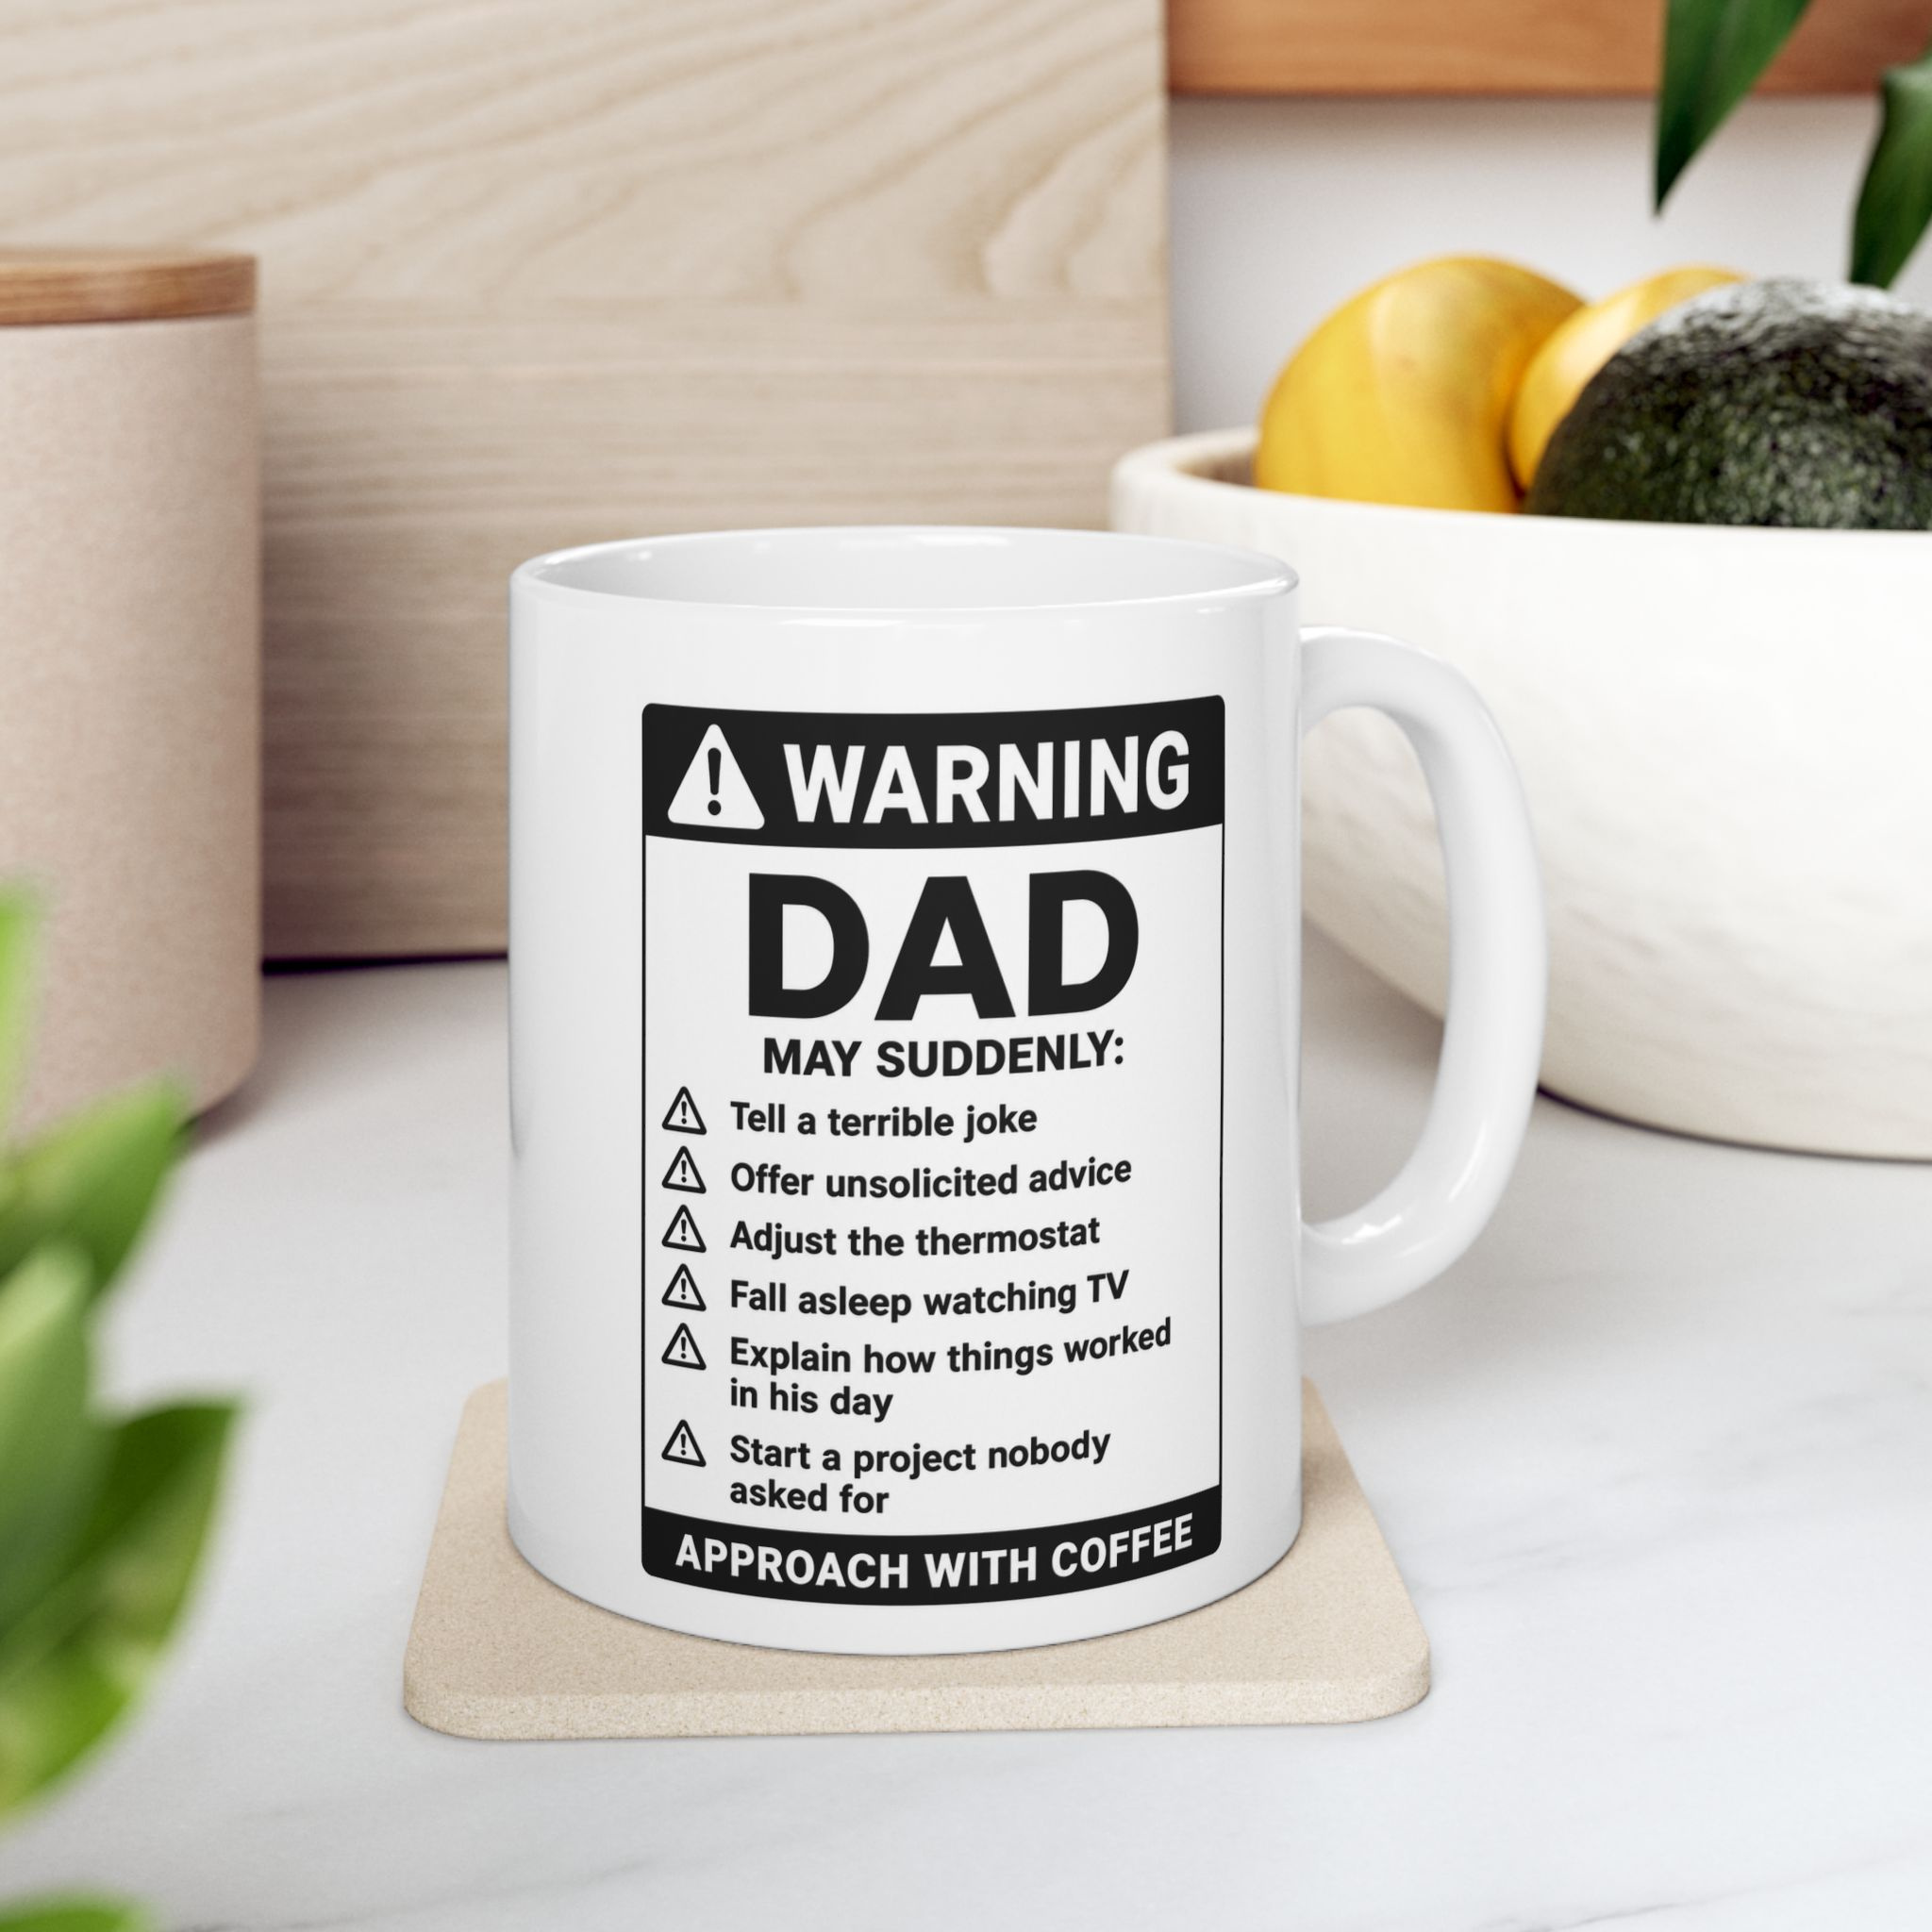 WARNING
DAD
MAY SUDDENLY:
Tell a terrible joke
Offer unsolicited advice
Adjust the thermostat
Fall asleep watching TV
Explain how things worked
in his day
Start a project nobody
asked for
APPROACH WITH COFFEE